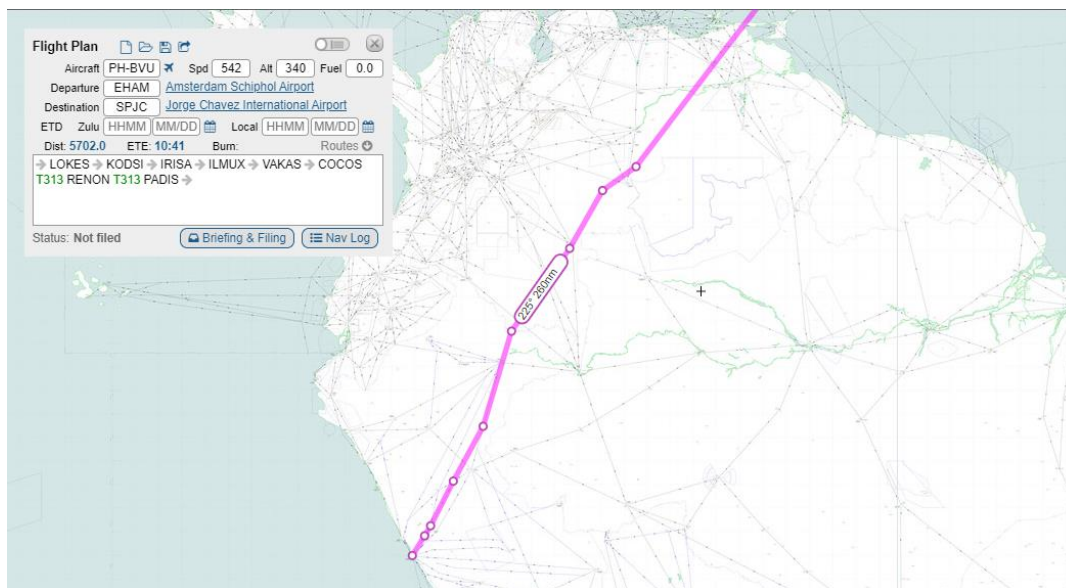 Flight Plan
Aircraft PH-BVU Spd 542 Alt 340 Fuel 0.0
Departure EHAM Amsterdam Schiphol Airport
Destination SPJC Jorge Chavez International Airport
ETD Zulu HHMM MM/DD Local HHMM MM/DD
Dist: 5702.0 ETE: 10:41 Burn: Routes
→ LOKES → KODSI → IRISA → ILMUX → VAKAS → COCOS
T313 RENON T313 PADIS →
Status: Not filed Briefing & Filing Nav Log
225° 260nm